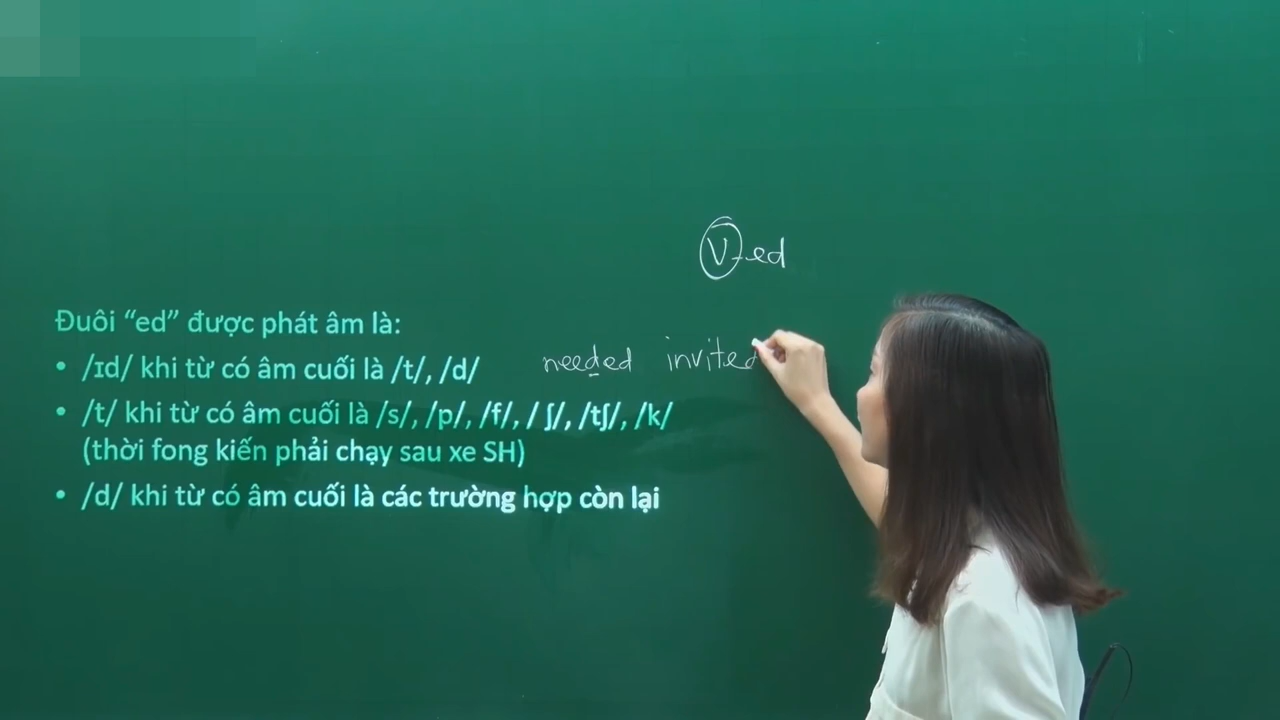 V-ed
Đuôi “ed” được phát âm là:
• /ɪd/ khi từ có âm cuối là /t/, /d/
needed invited
• /t/ khi từ có âm cuối là /s/, /p/, /f/, / ʃ/, /tʃ/, /k/
(thời fong kiến phải chạy sau xe SH)
• /d/ khi từ có âm cuối là các trường hợp còn lại